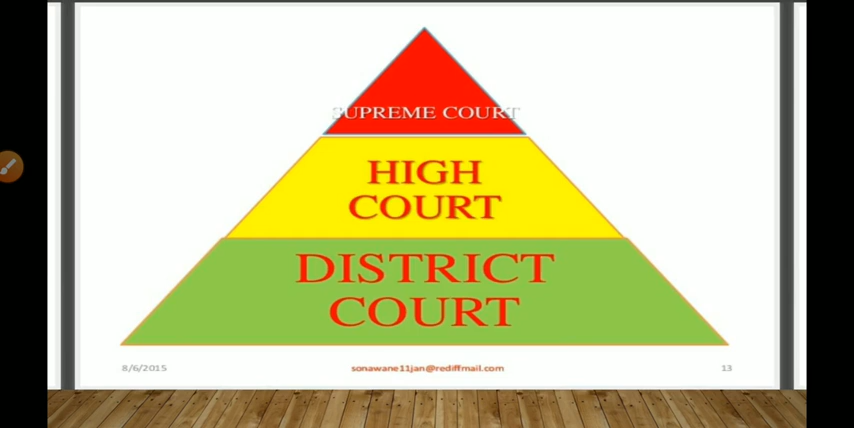 SUPREME COURT
HIGH
COURT
DISTRICT
COURT
8/6/2015 sonawane11jan@rediffmail.com 13